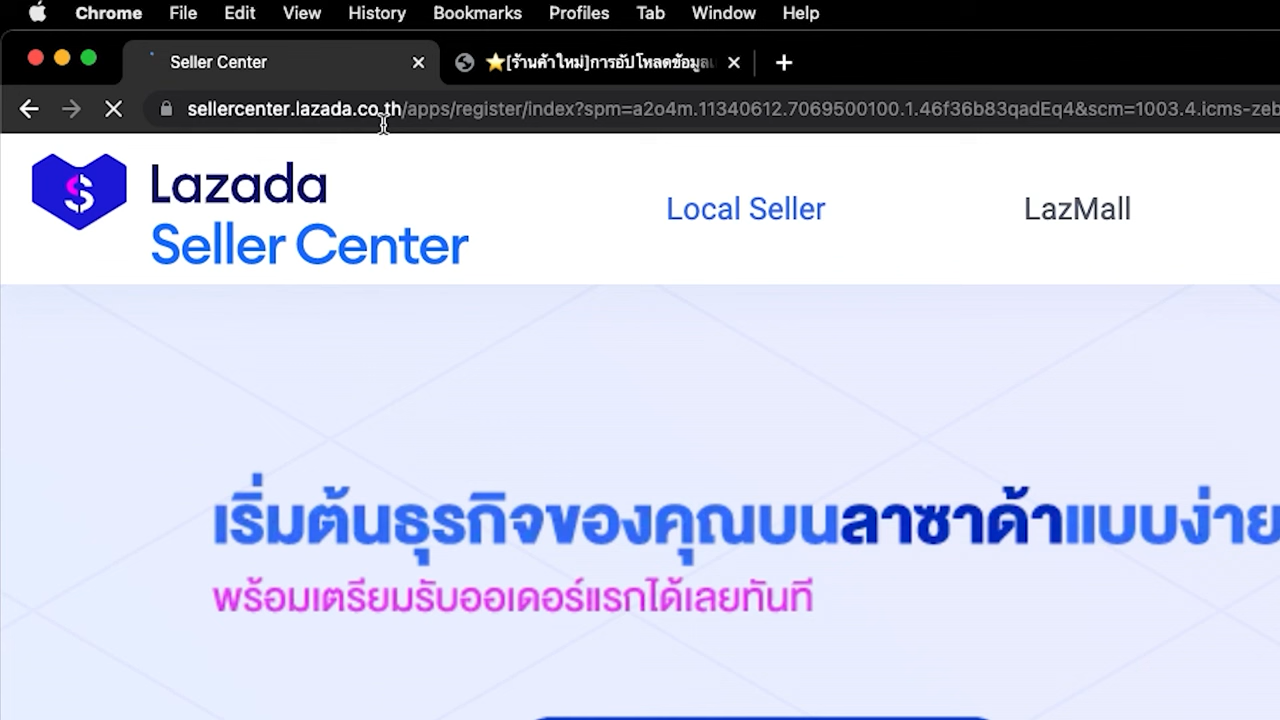 Chrome File Edit View History Bookmarks Profiles Tab Window Help
Seller Center ⭐[ร้านค้าใหม่]การอัปโหลดข้อมูล
sellercenter.lazada.co.th/apps/register/index?spm=a2o4m.11340612.7069500100.1.46f36b83qadEq4&scm=1003.4.icms-zeb
Lazada
Seller Center
Local Seller LazMall
เริ่มต้นธุรกิจของคุณบนลาซาด้าแบบง่าย
พร้อมเตรียมรับออเดอร์แรกได้เลยทันที